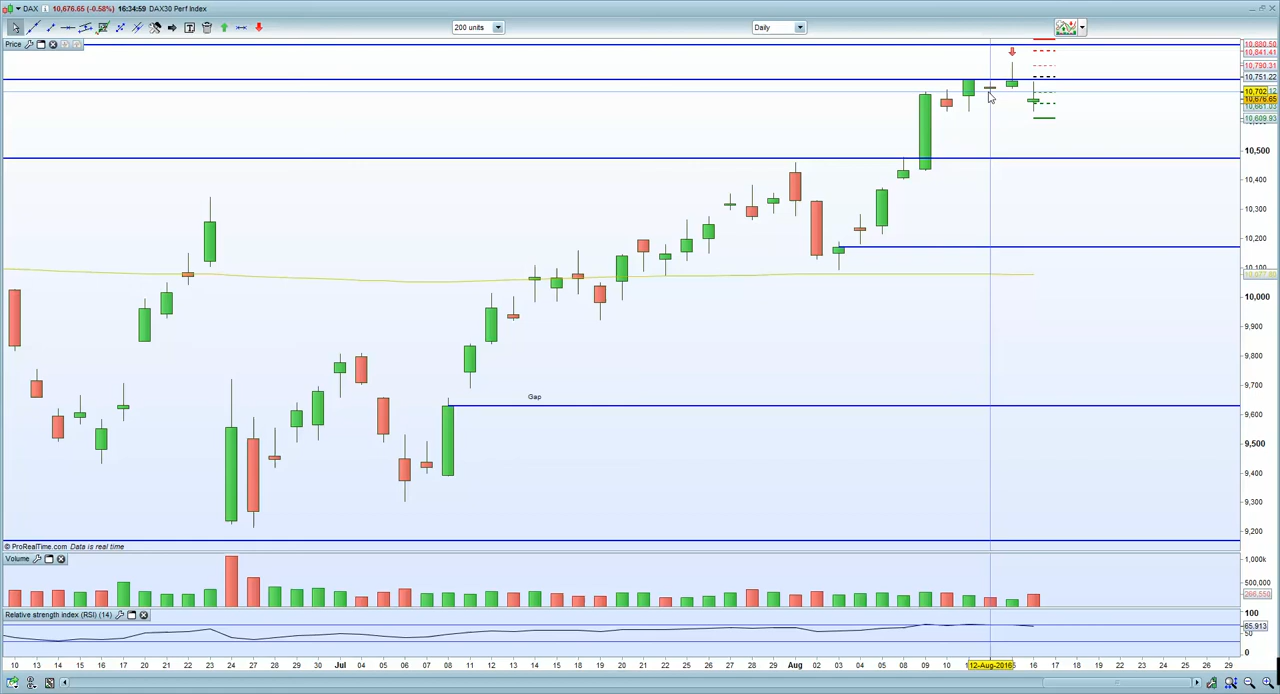 DAX 10,676.65 (-0.58%) 16:34:59 DAX30 Perf Index
200 units
Daily
Price
10,880.50
10,841.41
10,790.31
10,751.22
10,702
10,676.65
10,661.03
10,609.93
10,500
10,400
10,300
10,200
10,100
10,000
9,900
9,800
9,700
Gap
9,600
9,500
9,400
9,300
9,200
© ProRealTime.com Data is real time
Volume
1,000k
500,000
266,550
Relative strength index (RSI) (14)
100
65.913
50
0
10 13 14 15 16 17 20 21 22 23 24 27 28 29 30 Jul 04 05 06 07 08 11 12 13 14 15 18 19 20 21 22 25 26 27 28 29 Aug 02 03 04 05 08 09 10 12-Aug-2016 16 17 18 19 22 23 24 25 26 29